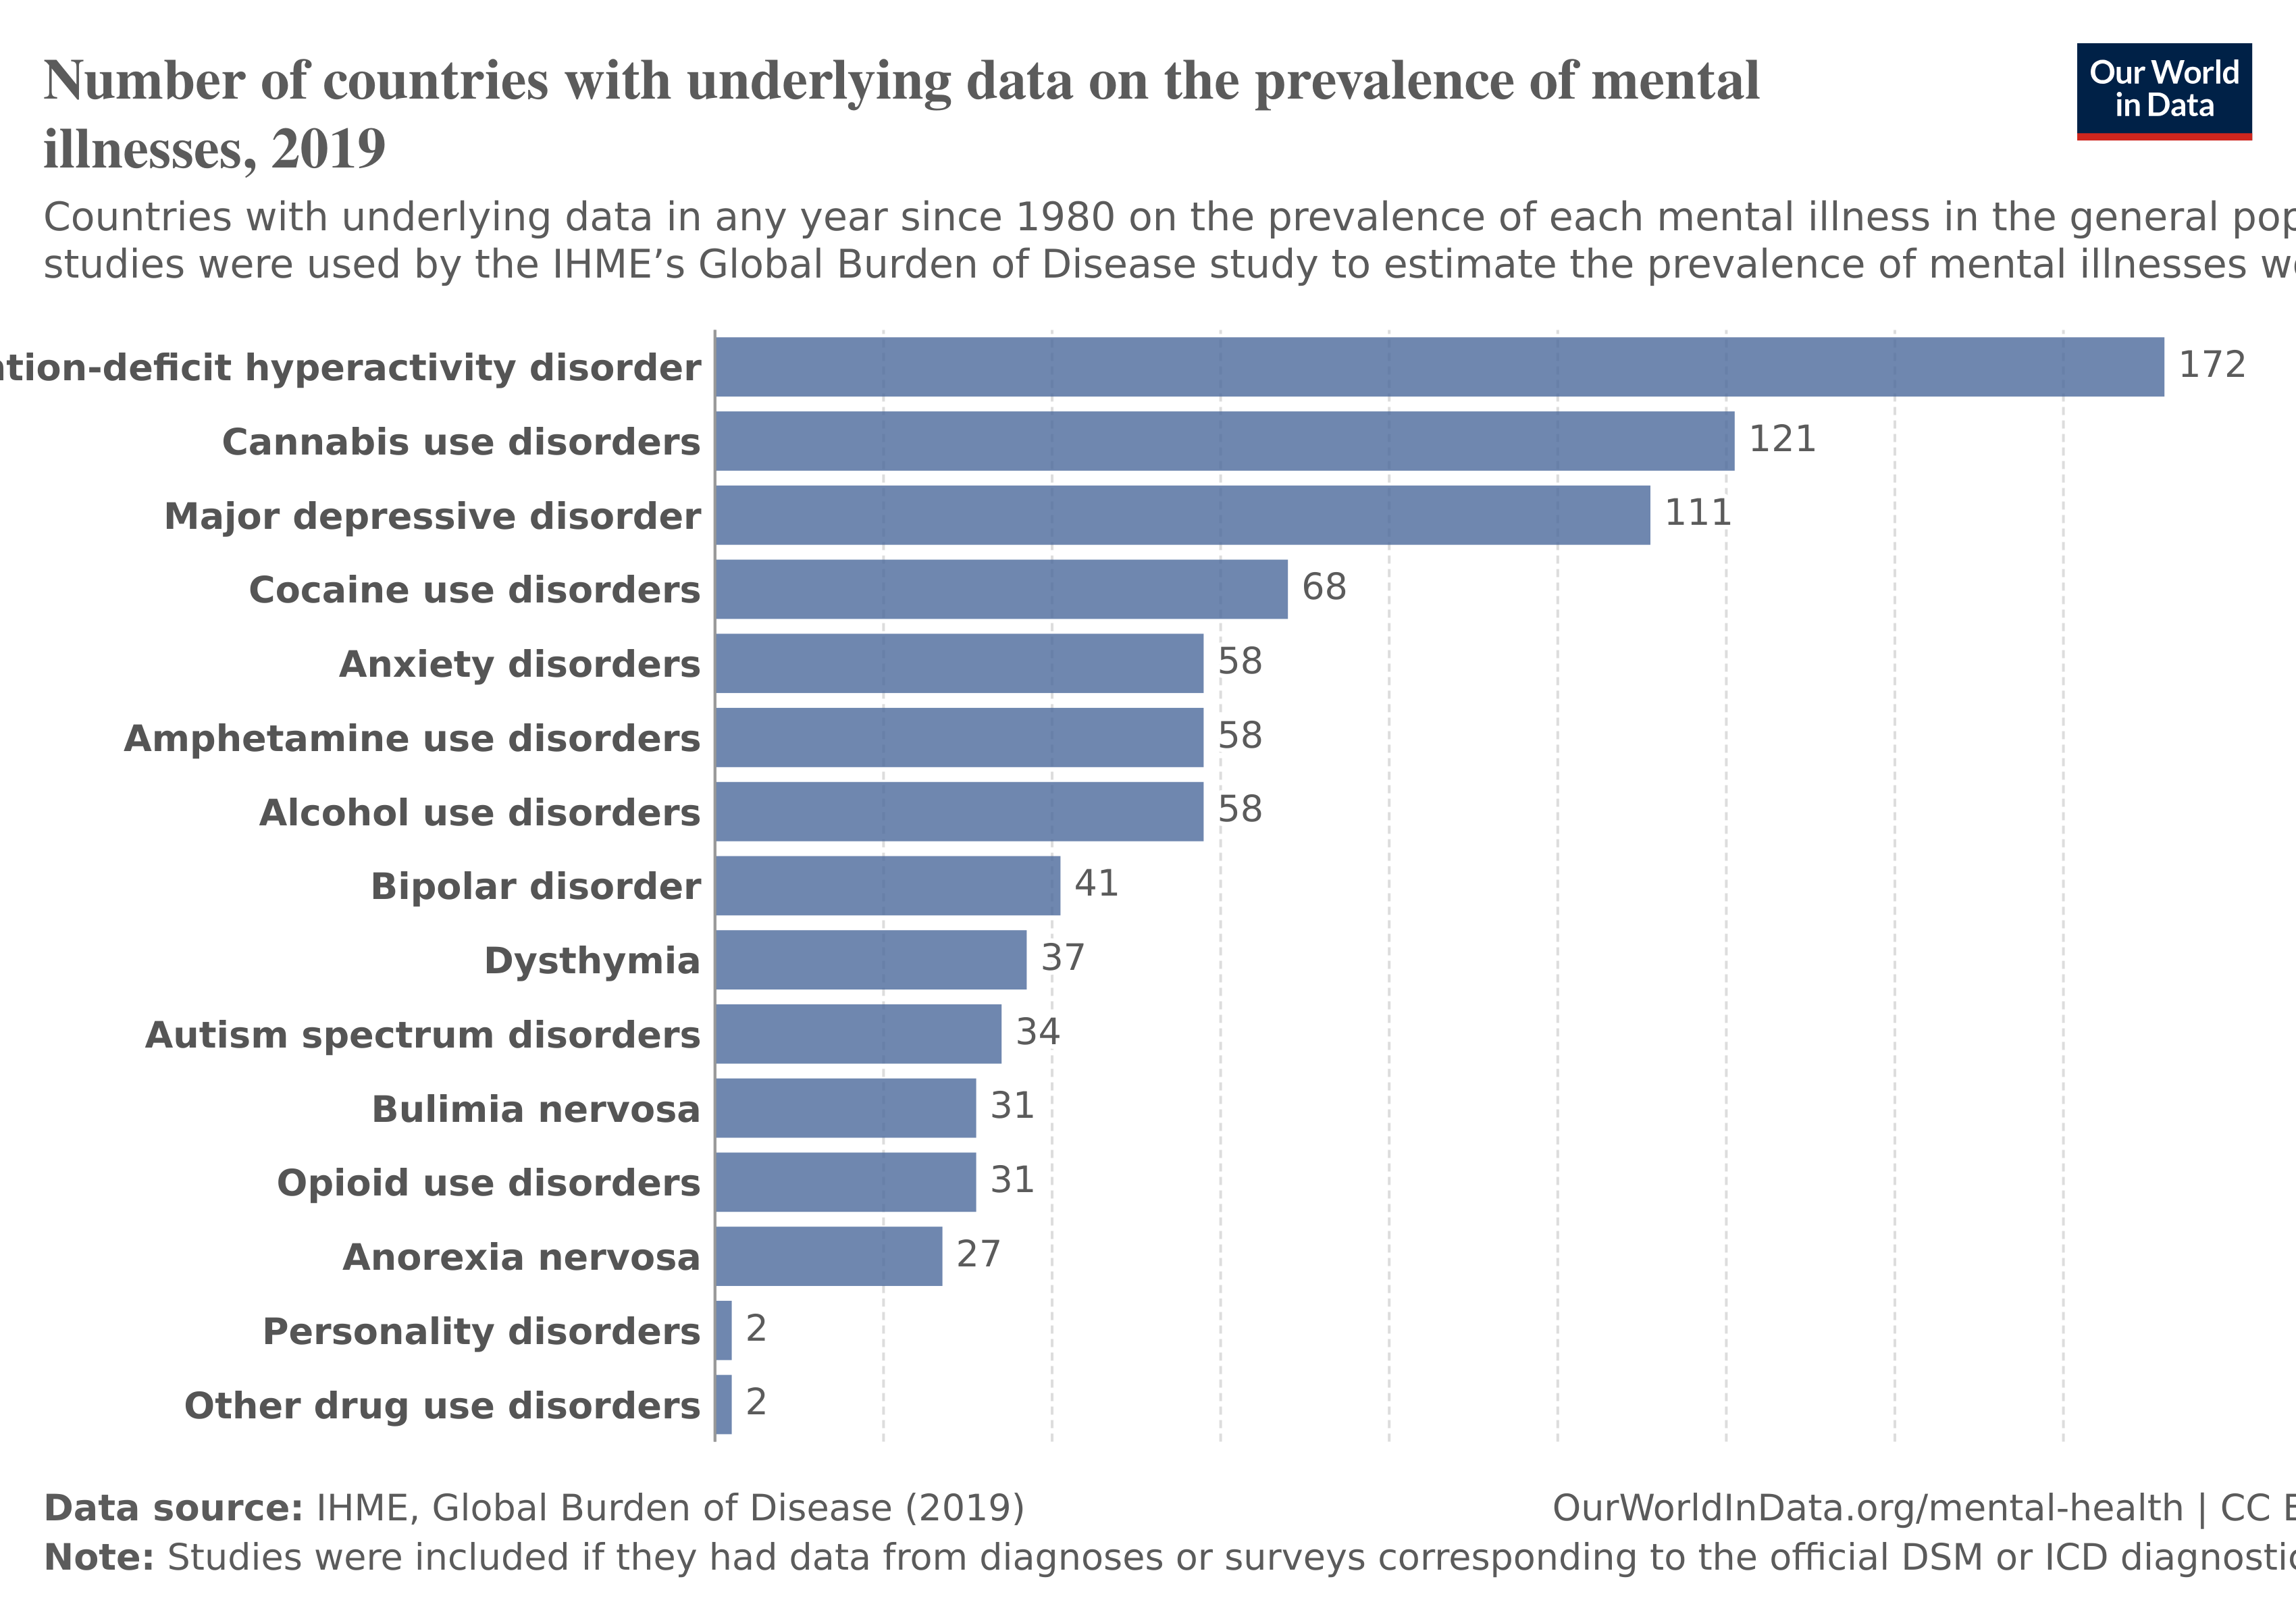 Number of countries with underlying data on the prevalence of mental
illnesses, 2019
Our World
in Data
Countries with underlying data in any year since 1980 on the prevalence of each mental illness in the general
studies were used by the IHME’s Global Burden of Disease study to estimate the prevalence of mental illnesses
hyperactivity disorder 172
Cannabis use disorders 121
Major depressive disorder 111
Cocaine use disorders 68
Anxiety disorders 58
Amphetamine use disorders 58
Alcohol use disorders 58
Bipolar disorder 41
Dysthymia 37
Autism spectrum disorders 34
Bulimia nervosa 31
Opioid use disorders 31
Anorexia nervosa 27
Personality disorders 2
Other drug use disorders 2
Data source: IHME, Global Burden of Disease (2019)
OurWorldInData.org/mental-health | CC
Note: Studies were included if they had data from diagnoses or surveys corresponding to the official DSM or ICD